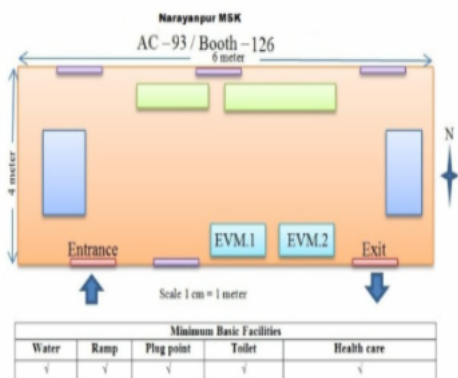 Narayanpur MSK
AC – 93 / Booth – 126
6 meter
4 meter
N
EVM.1 EVM.2
Entrance Exit
Scale 1 cm = 1 meter
Minimum Basic Facilities
Water Ramp Plug point Toilet Health care
√ √ √ √ √